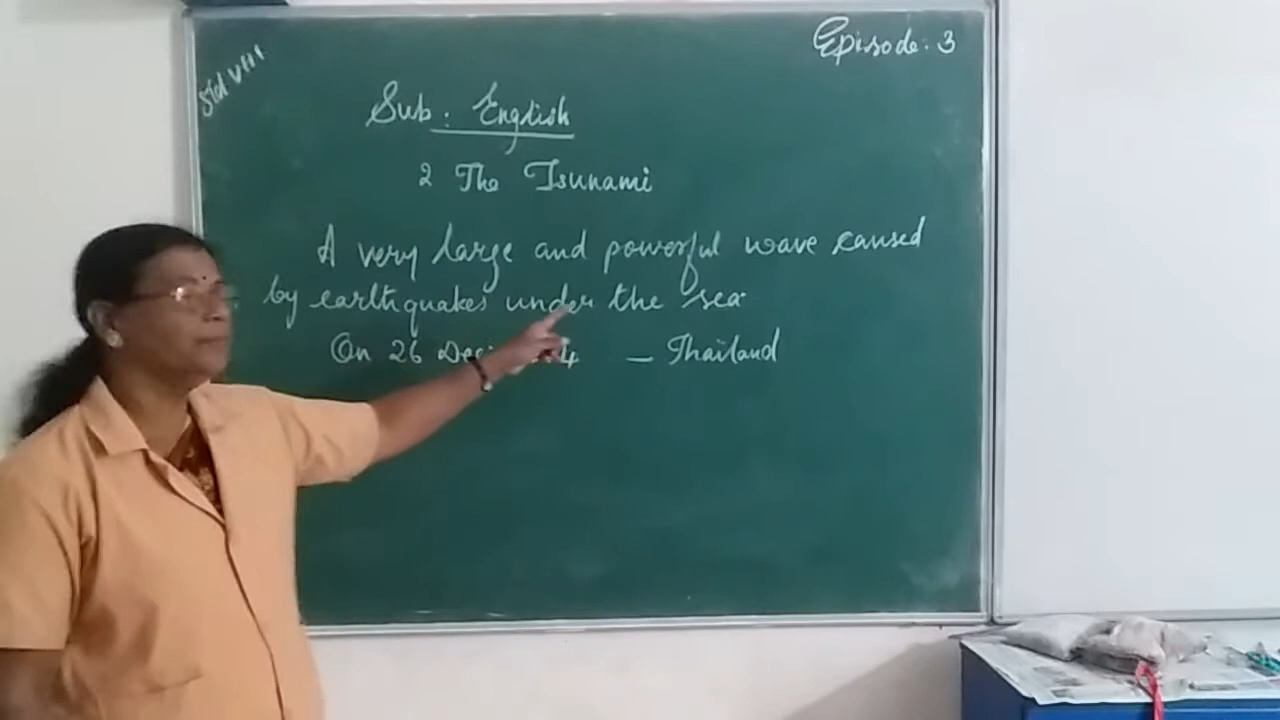 Episode: 3
Std VIII
Sub: English
2 The Tsunami
A very large and powerful wave caused
by earthquakes under the sea.
On 26 Dec 4 – Thailand